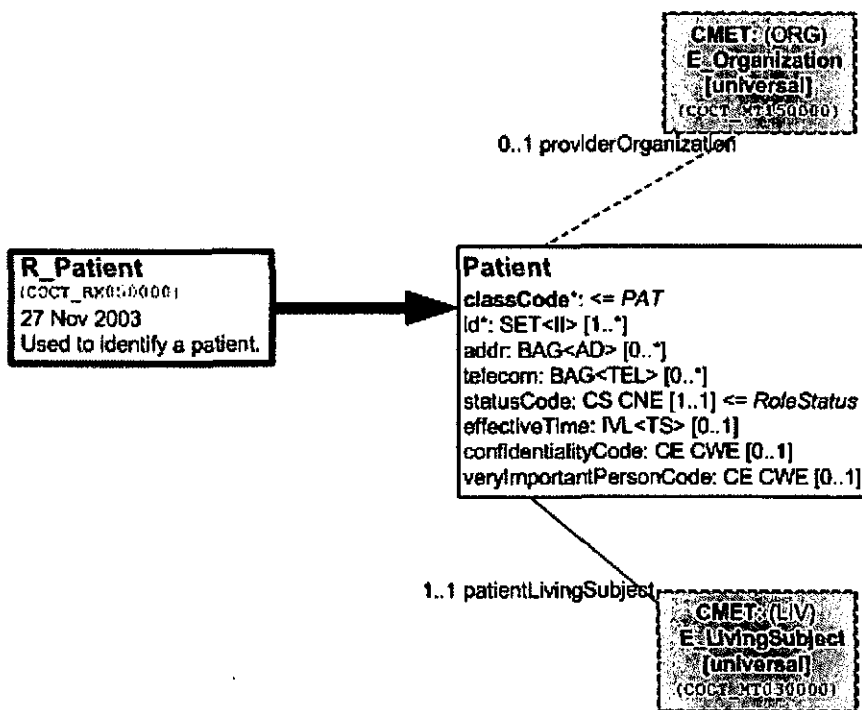 CMET: (ORG)
E_Organization
[universal]
(COCT_MT150000)
0..1 providerOrganization
R_Patient
(COCT_RM050000)
27 Nov 2003
Used to identify a patient.
Patient
classCode*: <= PAT
id*: SET<II> [1..*]
addr: BAG<AD> [0..*]
telecom: BAG<TEL> [0..*]
statusCode: CS CNE [1..1] <= RoleStatus
effectiveTime: IVL<TS> [0..1]
confidentialityCode: CE CWE [0..1]
veryImportantPersonCode: CE CWE [0..1]
1..1 patientLivingSubject
CMET: (LIV)
E_LivingSubject
[universal]
(COCT_MT030000)